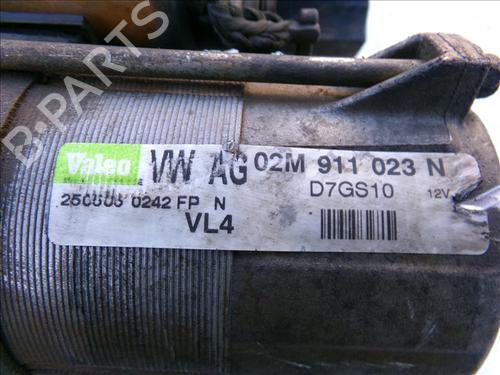 B-PARTS
Valeo VW AG 02M 911 023 N
D7GS10 12V
0242 FP N
VL4